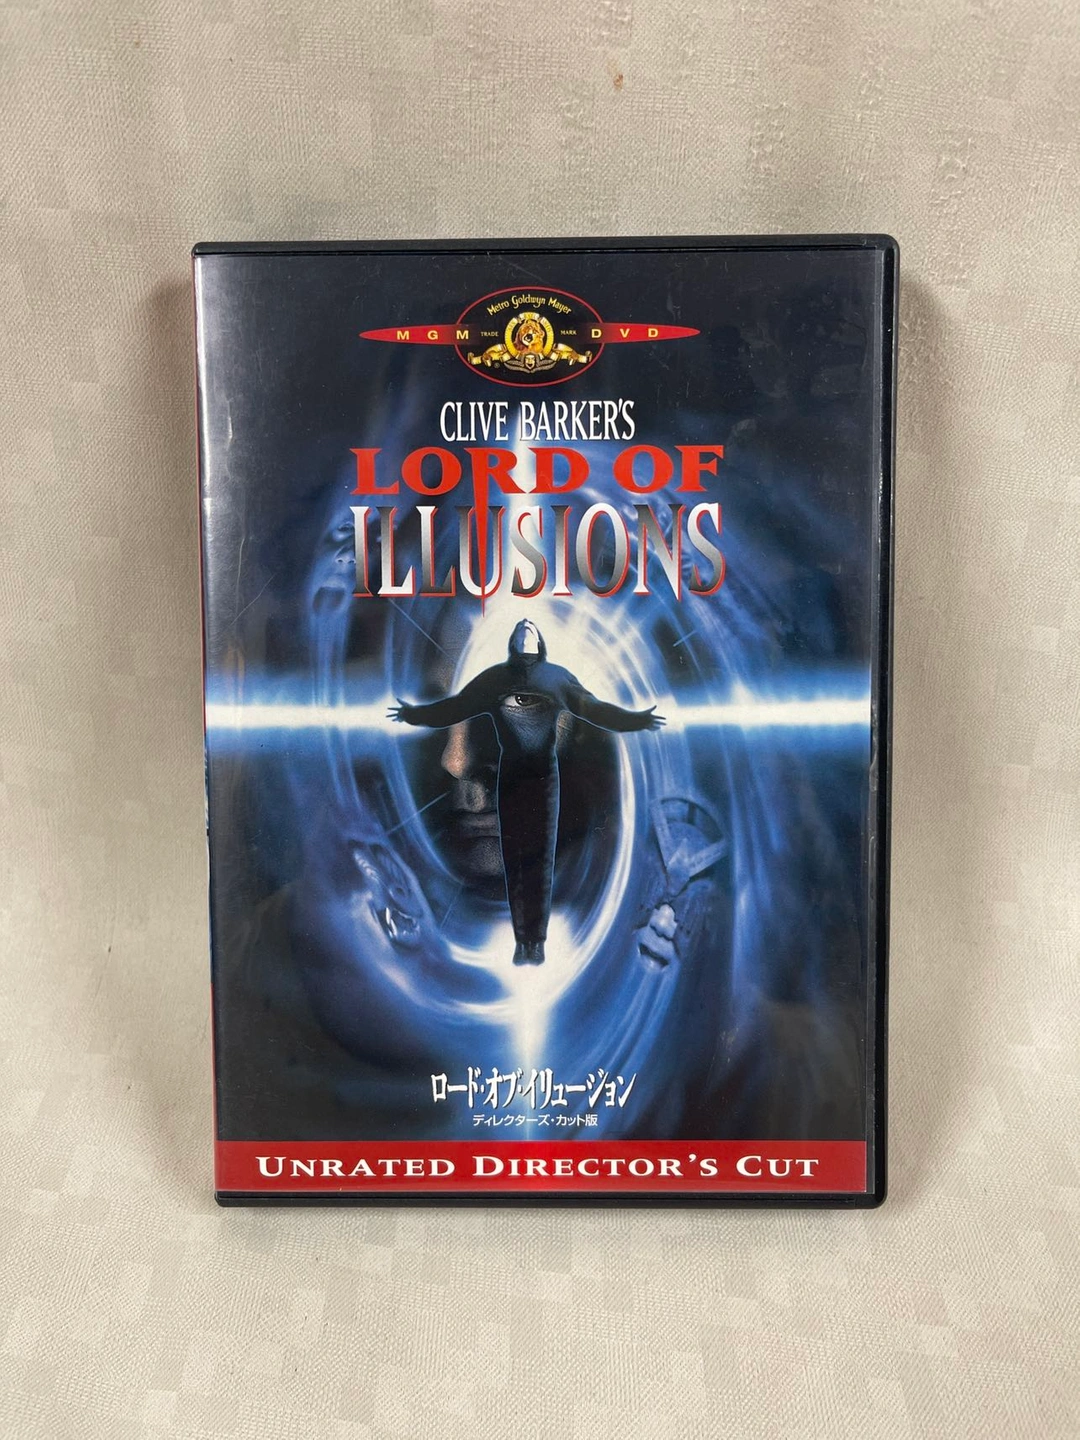 Metro Goldwyn Mayer
MGM TRADE MARK DVD
CLIVE BARKER'S
LORD OF
ILLUSIONS
ロード・オブ・イリュージョン
ディレクターズ・カット版
UNRATED DIRECTOR'S CUT